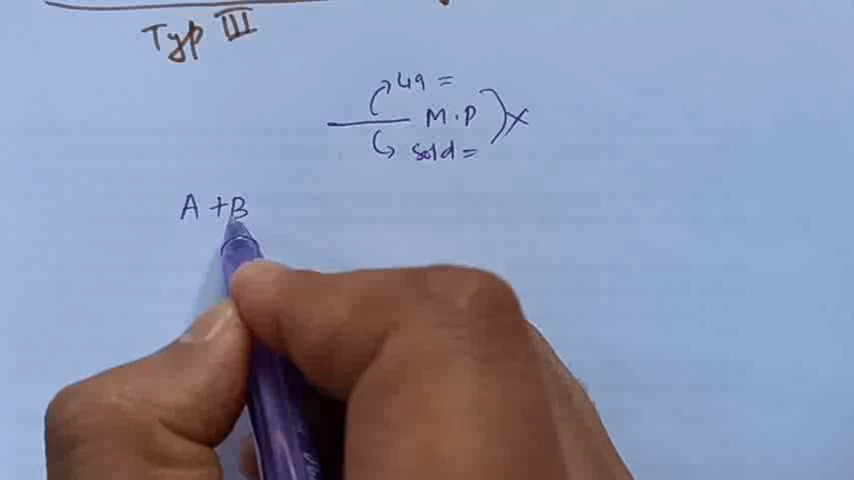 Typ III
49 =
M.P ) X
sold =
A + B